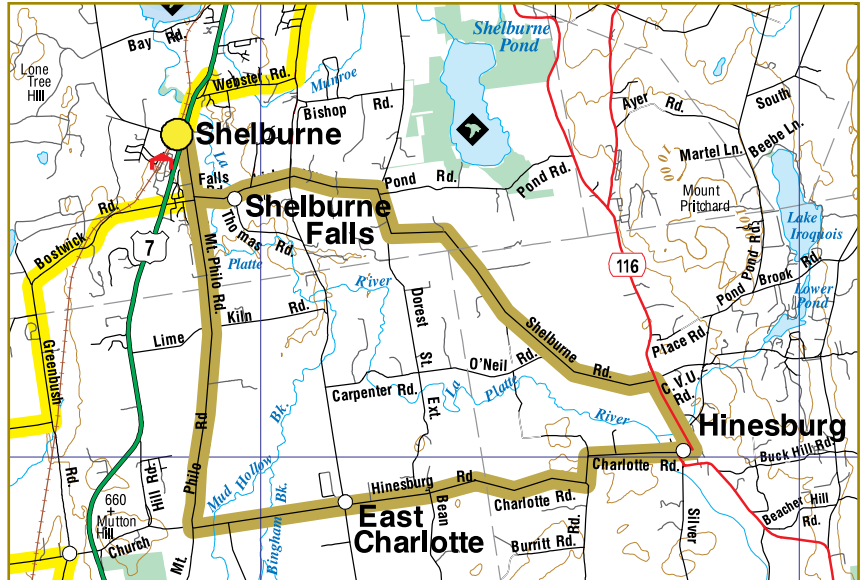 Shelburne
Pond
Bay Rd.
Lone
Tree
Hill
Webster Rd.
Munroe
Bishop Rd.
Ayer Rd.
South
Shelburne
La
Martel Ln.
Beebe Ln.
1000
Falls
Pond Rd.
Pond Rd.
Mount
Pritchard
Bostwick Rd.
Shelburne
Falls
Thomas Rd.
Lake
Iroquois
7
Mt. Philo Rd.
Platte
River
116
Pond Rd.
Pond Brook Rd.
Lower
Pond
Dorest St. Ext.
Kiln Rd.
Lime
Shelburne Rd.
Place Rd.
Greenbush Rd.
O'Neil Rd.
Carpenter Rd.
La Platte River
C.V.U.
Rd.
Hinesburg
Mud Hollow Bk.
Philo Rd
Hill Rd.
Charlotte Rd.
Buck Hill Rd
Hinesburg Rd.
Charlotte Rd.
Rd.
660
+
Mutton
Hill
Bean
East
Charlotte
Bingham Bk.
Beacher Hill
Rd.
Silver
Church
Mt.
Burritt Rd.